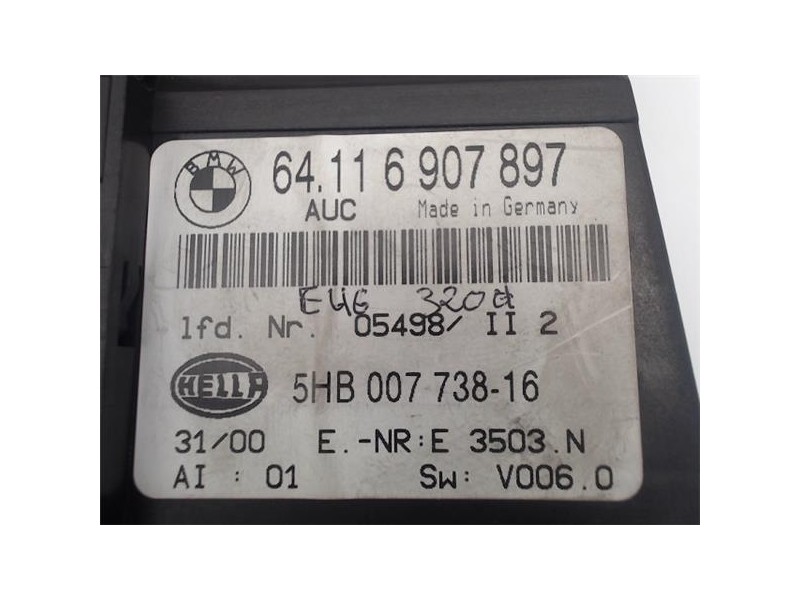 BMW
64.11 6 907 897
AUC Made in Germany
E46 320d
lfd. Nr. 05498/ II 2
HELLA 5HB 007 738-16
31/00 E.-NR:E 3503.N
AI : 01 Sw: V006.0